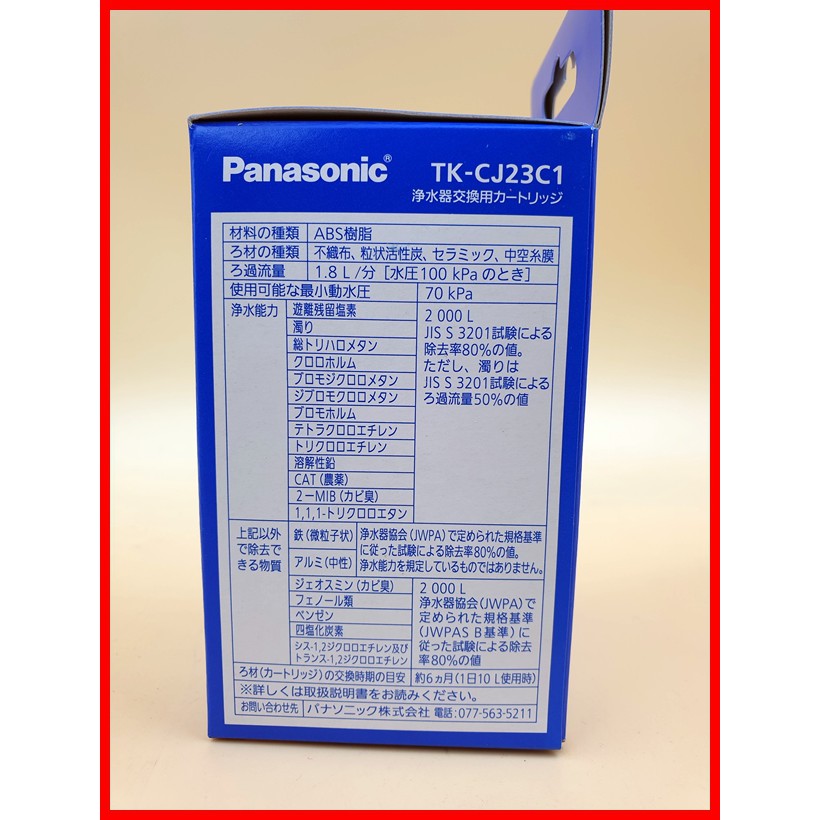 Panasonic®
TK-CJ23C1
浄水器交換用カートリッジ
材料の種類 ABS樹脂
ろ材の種類 不織布、粒状活性炭、セラミック、中空糸膜
ろ過流量 1.8 L/分 [水圧100 kPa のとき]
使用可能な最小動水圧 70 kPa
浄水能力
遊離残留塩素
濁り
総トリハロメタン
クロロホルム
ブロモジクロロメタン
ジブロモクロロメタン
ブロモホルム
テトラクロロエチレン
トリクロロエチレン
溶解性鉛
CAT(農薬)
2-MIB(カビ臭)
1,1,1-トリクロロエタン
2 000 L
JIS S 3201試験による
除去率80%の値。
ただし、濁りは
JIS S 3201試験による
ろ過流量50%の値
上記以外
で除去で
きる物質
鉄(微粒子状)
アルミ(中性)
浄水器協会(JWPA)で定められた規格基準
に従った試験による除去率80%の値。
浄水能力を規定しているものではありません。
ジェオスミン(カビ臭)
フェノール類
ベンゼン
四塩化炭素
シス-1,2ジクロロエチレン及び
トランス-1,2ジクロロエチレン
2 000 L
浄水器協会(JWPA)で
定められた規格基準
(JWPAS B基準)に
従った試験による除去
率80%の値
ろ材(カートリッジ)の交換時期の目安 約6ヵ月(1日10 L使用時)
※詳しくは取扱説明書をお読みください。
お問い合わせ先 パナソニック株式会社 電話:077-563-5211